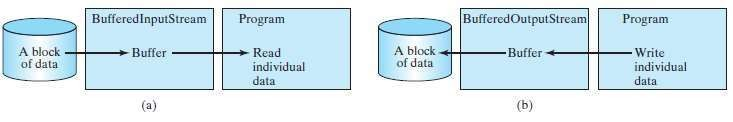 BufferedInputStream
Program
A block
of data
Buffer
Read
individual
data
(a)
BufferedOutputStream
Program
A block
of data
Buffer
Write
individual
data
(b)